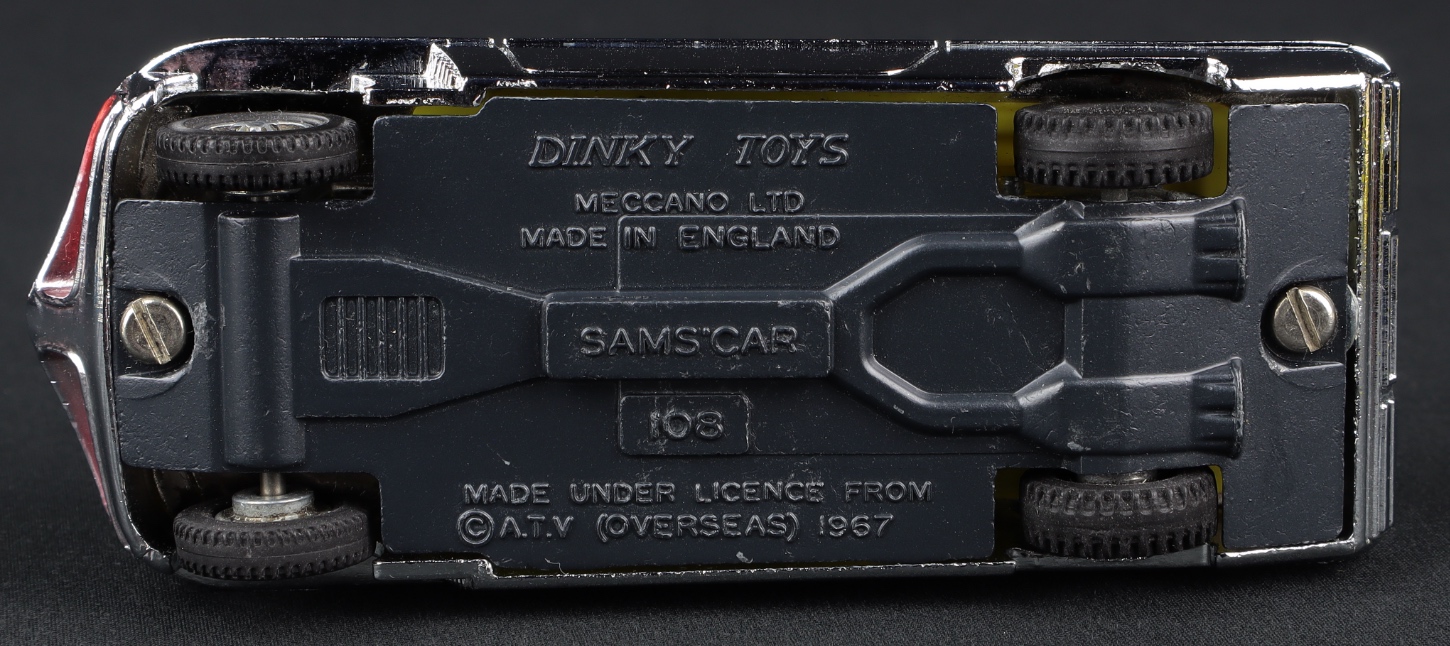 DINKY TOYS
MECCANO LTD
MADE IN ENGLAND
SAMS"CAR
108
MADE UNDER LICENCE FROM
© A.T.V (OVERSEAS) 1967